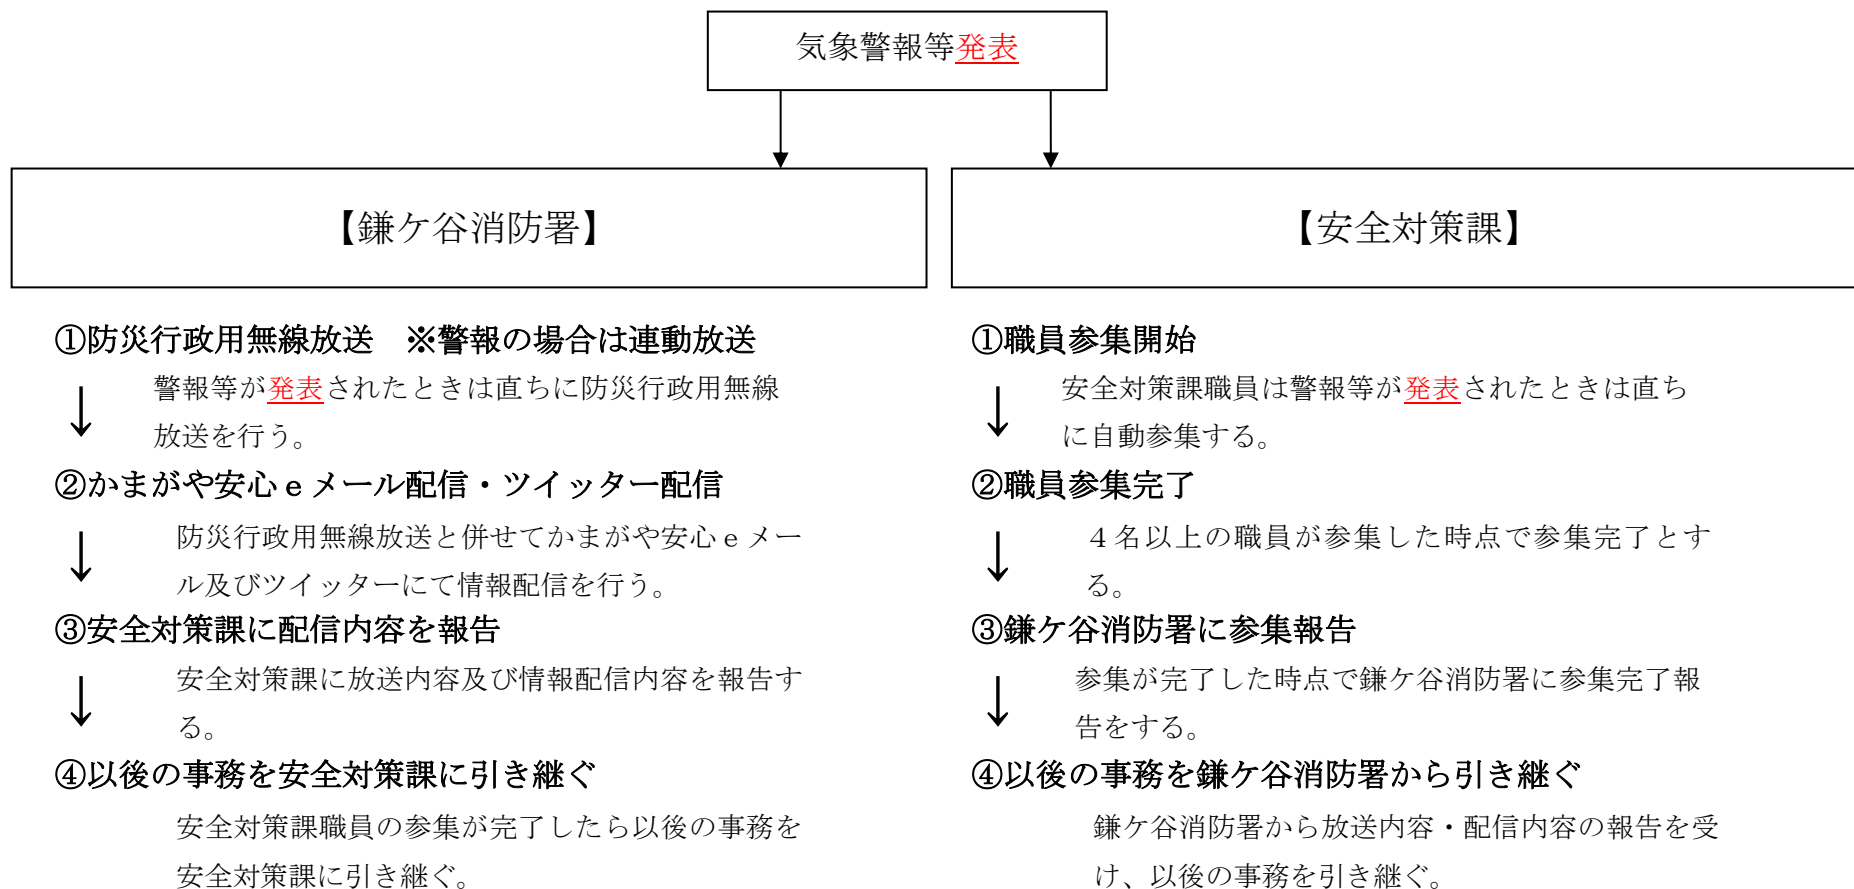 気象警報等発表
【鎌ケ谷消防署】
①防災行政用無線放送　※警報の場合は連動放送
↓
警報等が発表されたときは直ちに防災行政用無線
放送を行う。
②かまがや安心ｅメール配信・ツイッター配信
↓
防災行政用無線放送と併せてかまがや安心ｅメー
ル及びツイッターにて情報配信を行う。
③安全対策課に配信内容を報告
↓
安全対策課に放送内容及び情報配信内容を報告す
る。
④以後の事務を安全対策課に引き継ぐ
安全対策課職員の参集が完了したら以後の事務を
安全対策課に引き継ぐ。
【安全対策課】
①職員参集開始
↓
安全対策課職員は警報等が発表されたときは直ち
に自動参集する。
②職員参集完了
↓
４名以上の職員が参集した時点で参集完了とす
る。
③鎌ケ谷消防署に参集報告
↓
参集が完了した時点で鎌ケ谷消防署に参集完了報
告をする。
④以後の事務を鎌ケ谷消防署から引き継ぐ
鎌ケ谷消防署から放送内容・配信内容の報告を受
け、以後の事務を引き継ぐ。